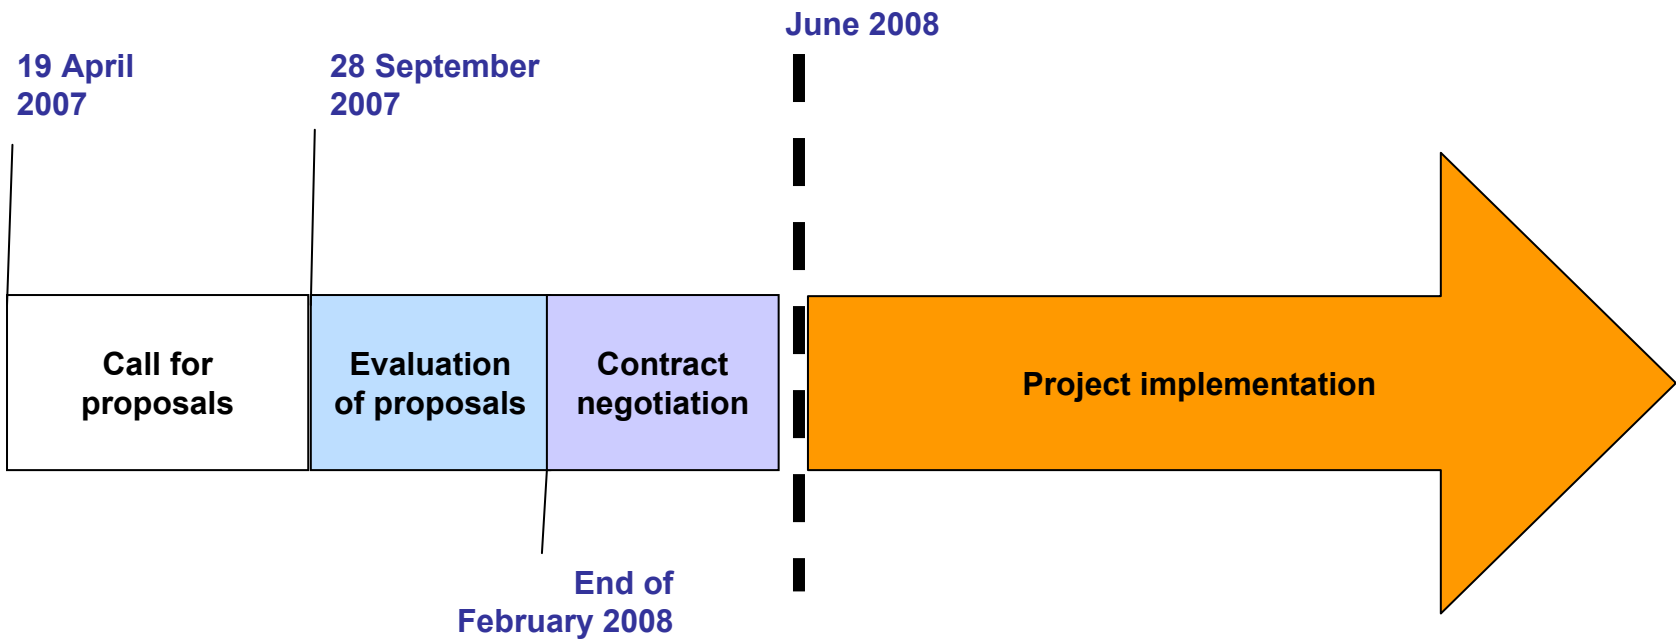 June 2008
19 April
2007
28 September
2007
Call for
proposals
Evaluation
of proposals
Contract
negotiation
Project implementation
End of
February 2008